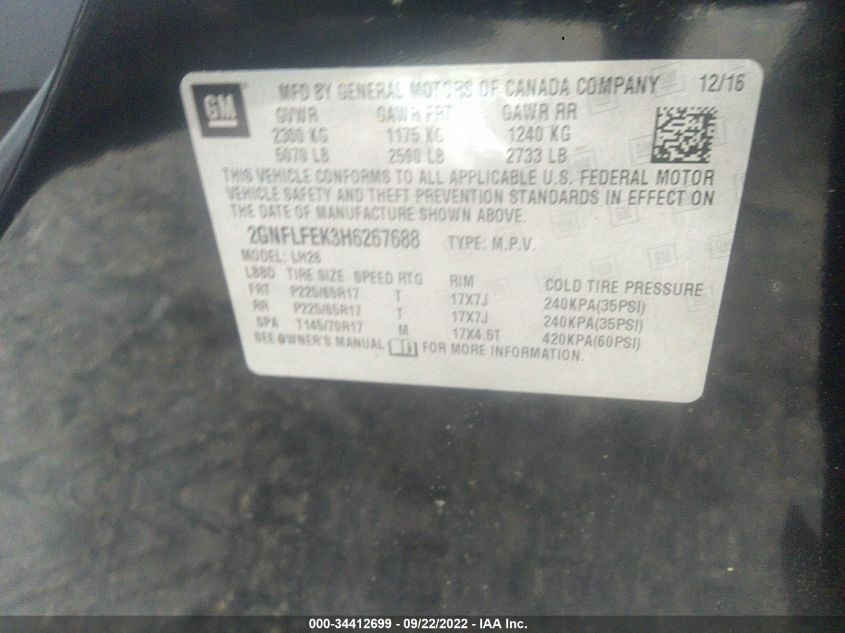 GM
MFD BY GENERAL MOTORS OF CANADA COMPANY 12/16
GVWR GAWR FRT GAWR RR
2300 KG 1175 KG 1240 KG
5070 LB 2590 LB 2733 LB
THIS VEHICLE CONFORMS TO ALL APPLICABLE U.S. FEDERAL MOTOR
VEHICLE SAFETY AND THEFT PREVENTION STANDARDS IN EFFECT ON
THE DATE OF MANUFACTURE SHOWN ABOVE.
2GNFLFEK3H6267688 TYPE: M.P.V.
MODEL: LH26
L88D TIRE SIZE SPEED RTG RIM COLD TIRE PRESSURE
FRT P225/65R17 T 17X7J 240KPA(35PSI)
RR P225/65R17 T 17X7J 240KPA(35PSI)
SPA T145/70R17 M 17X4.5T 420KPA(60PSI)
SEE OWNER'S MANUAL FOR MORE INFORMATION.
000-34412699 - 09/22/2022 - IAA Inc.